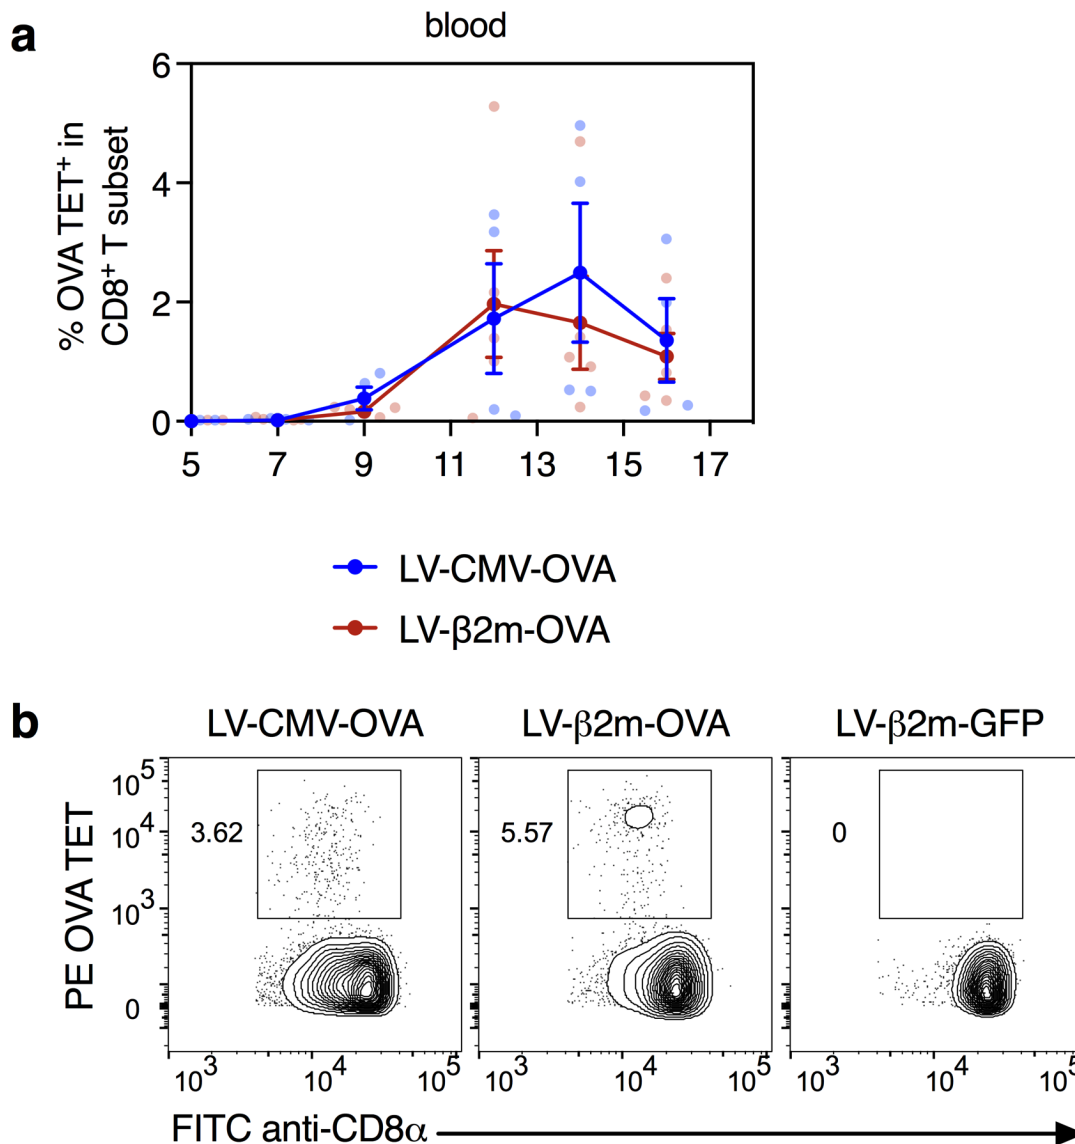 a
blood
% OVA TET⁺ in
CD8⁺ T subset
6
4
2
0
5 7 9 11 13 15 17
LV-CMV-OVA
LV-β2m-OVA
b
LV-CMV-OVA LV-β2m-OVA LV-β2m-GFP
PE OVA TET
10⁵
10⁴
10³
0
3.62 5.57 0
10³ 10⁴ 10⁵ 10³ 10⁴ 10⁵ 10³ 10⁴ 10⁵
FITC anti-CD8α